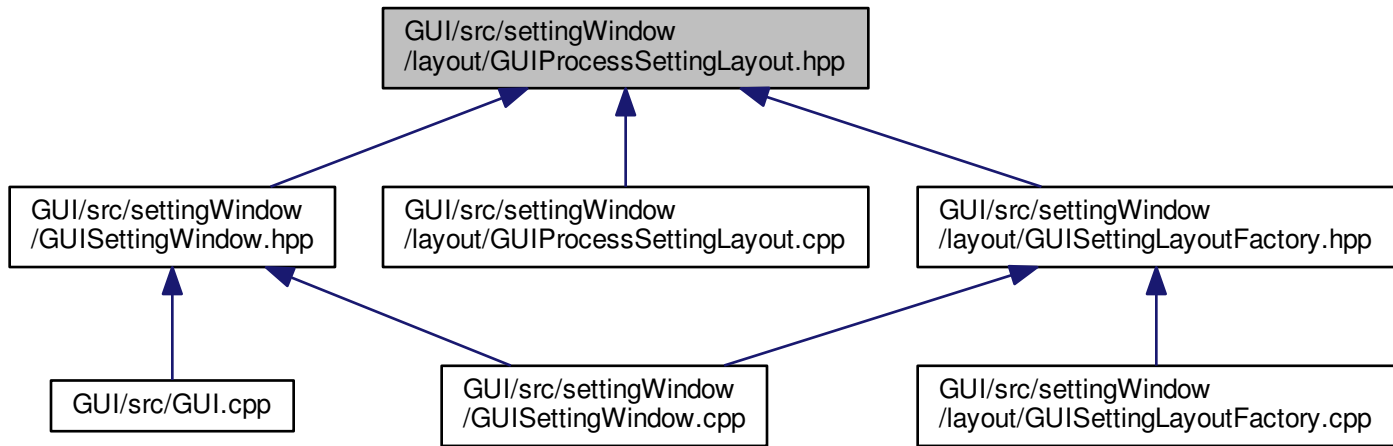 GUI/src/settingWindow
/layout/GUIProcessSettingLayout.hpp
GUI/src/settingWindow
/GUISettingWindow.hpp
GUI/src/settingWindow
/layout/GUIProcessSettingLayout.cpp
GUI/src/settingWindow
/layout/GUISettingLayoutFactory.hpp
GUI/src/GUI.cpp
GUI/src/settingWindow
/GUISettingWindow.cpp
GUI/src/settingWindow
/layout/GUISettingLayoutFactory.cpp